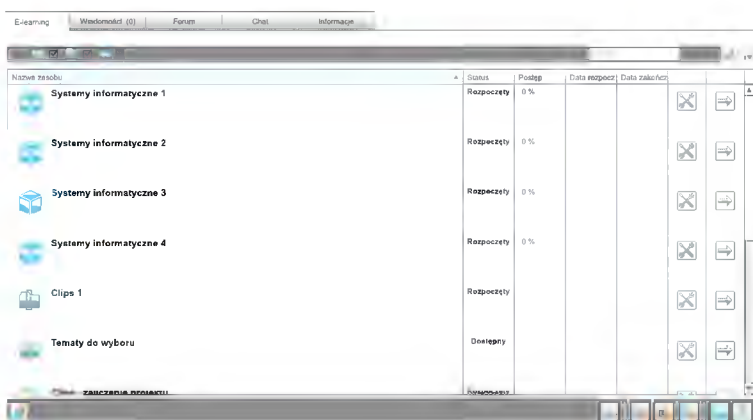 E-learning Wiadomości (0) Forum Chat Informacje
Nazwa zasobu Status Postęp Data rozpocz Data zakończ
Systemy informatyczne 1 Rozpoczęty 0 %
Systemy informatyczne 2 Rozpoczęty 0 %
Systemy informatyczne 3 Rozpoczęty 0 %
Systemy informatyczne 4 Rozpoczęty 0 %
Clips 1 Rozpoczęty
Tematy do wyboru Dostępny
zaliczenie projektu